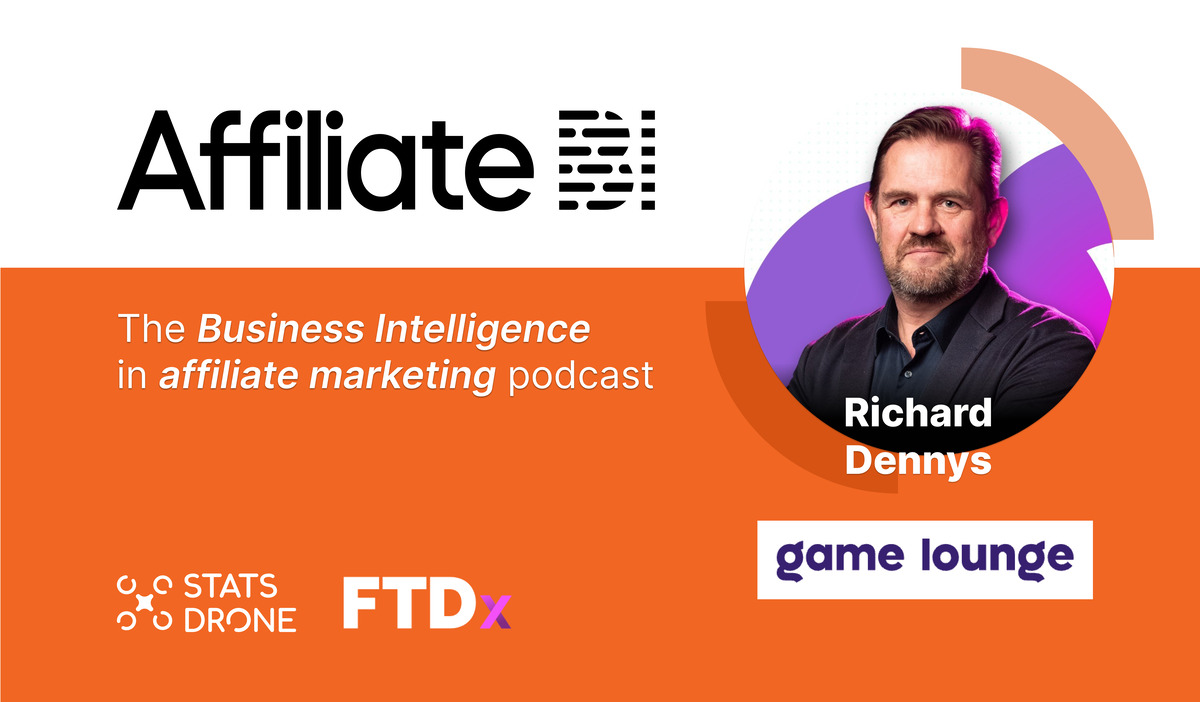 Affiliate BI
The Business Intelligence
in affiliate marketing podcast
Richard
Dennys
game lounge
STATS
DRONE
FTDx